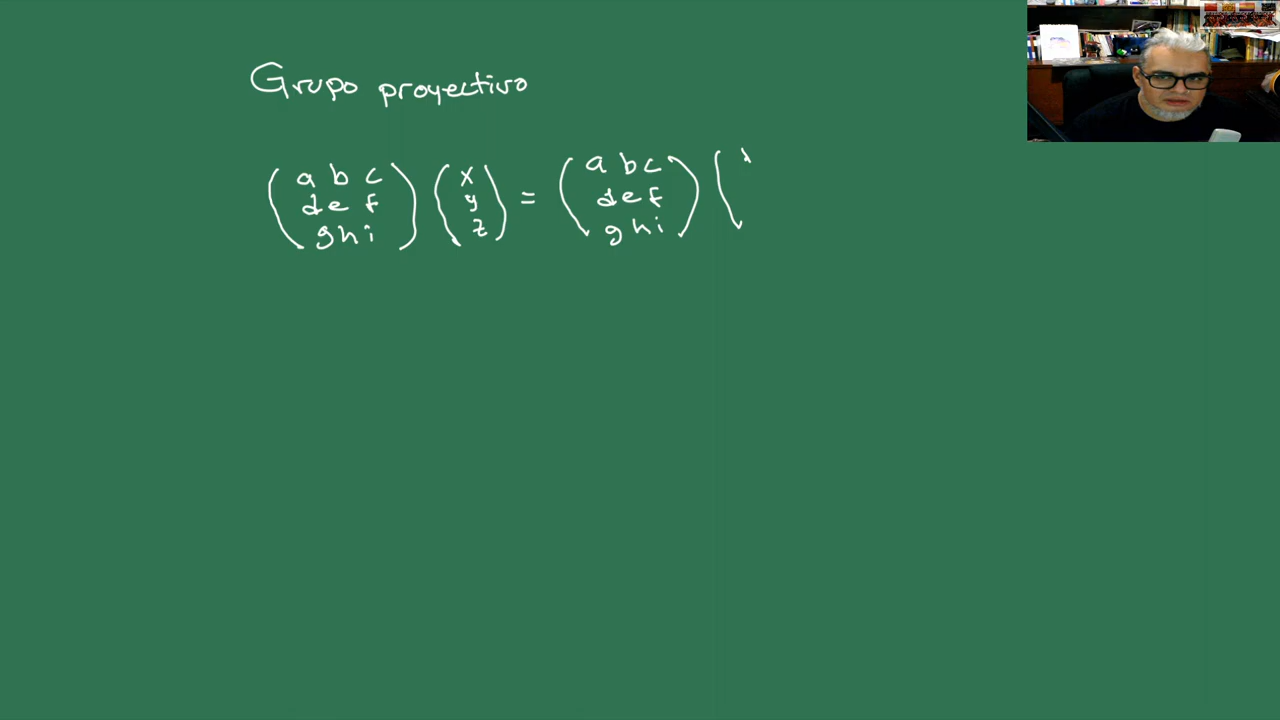 Grupo proyectivo
( a b c ) ( x ) = ( a b c ) (
( d e f ) ( y ) ( d e f )
( g h i ) ( z ) ( g h i )